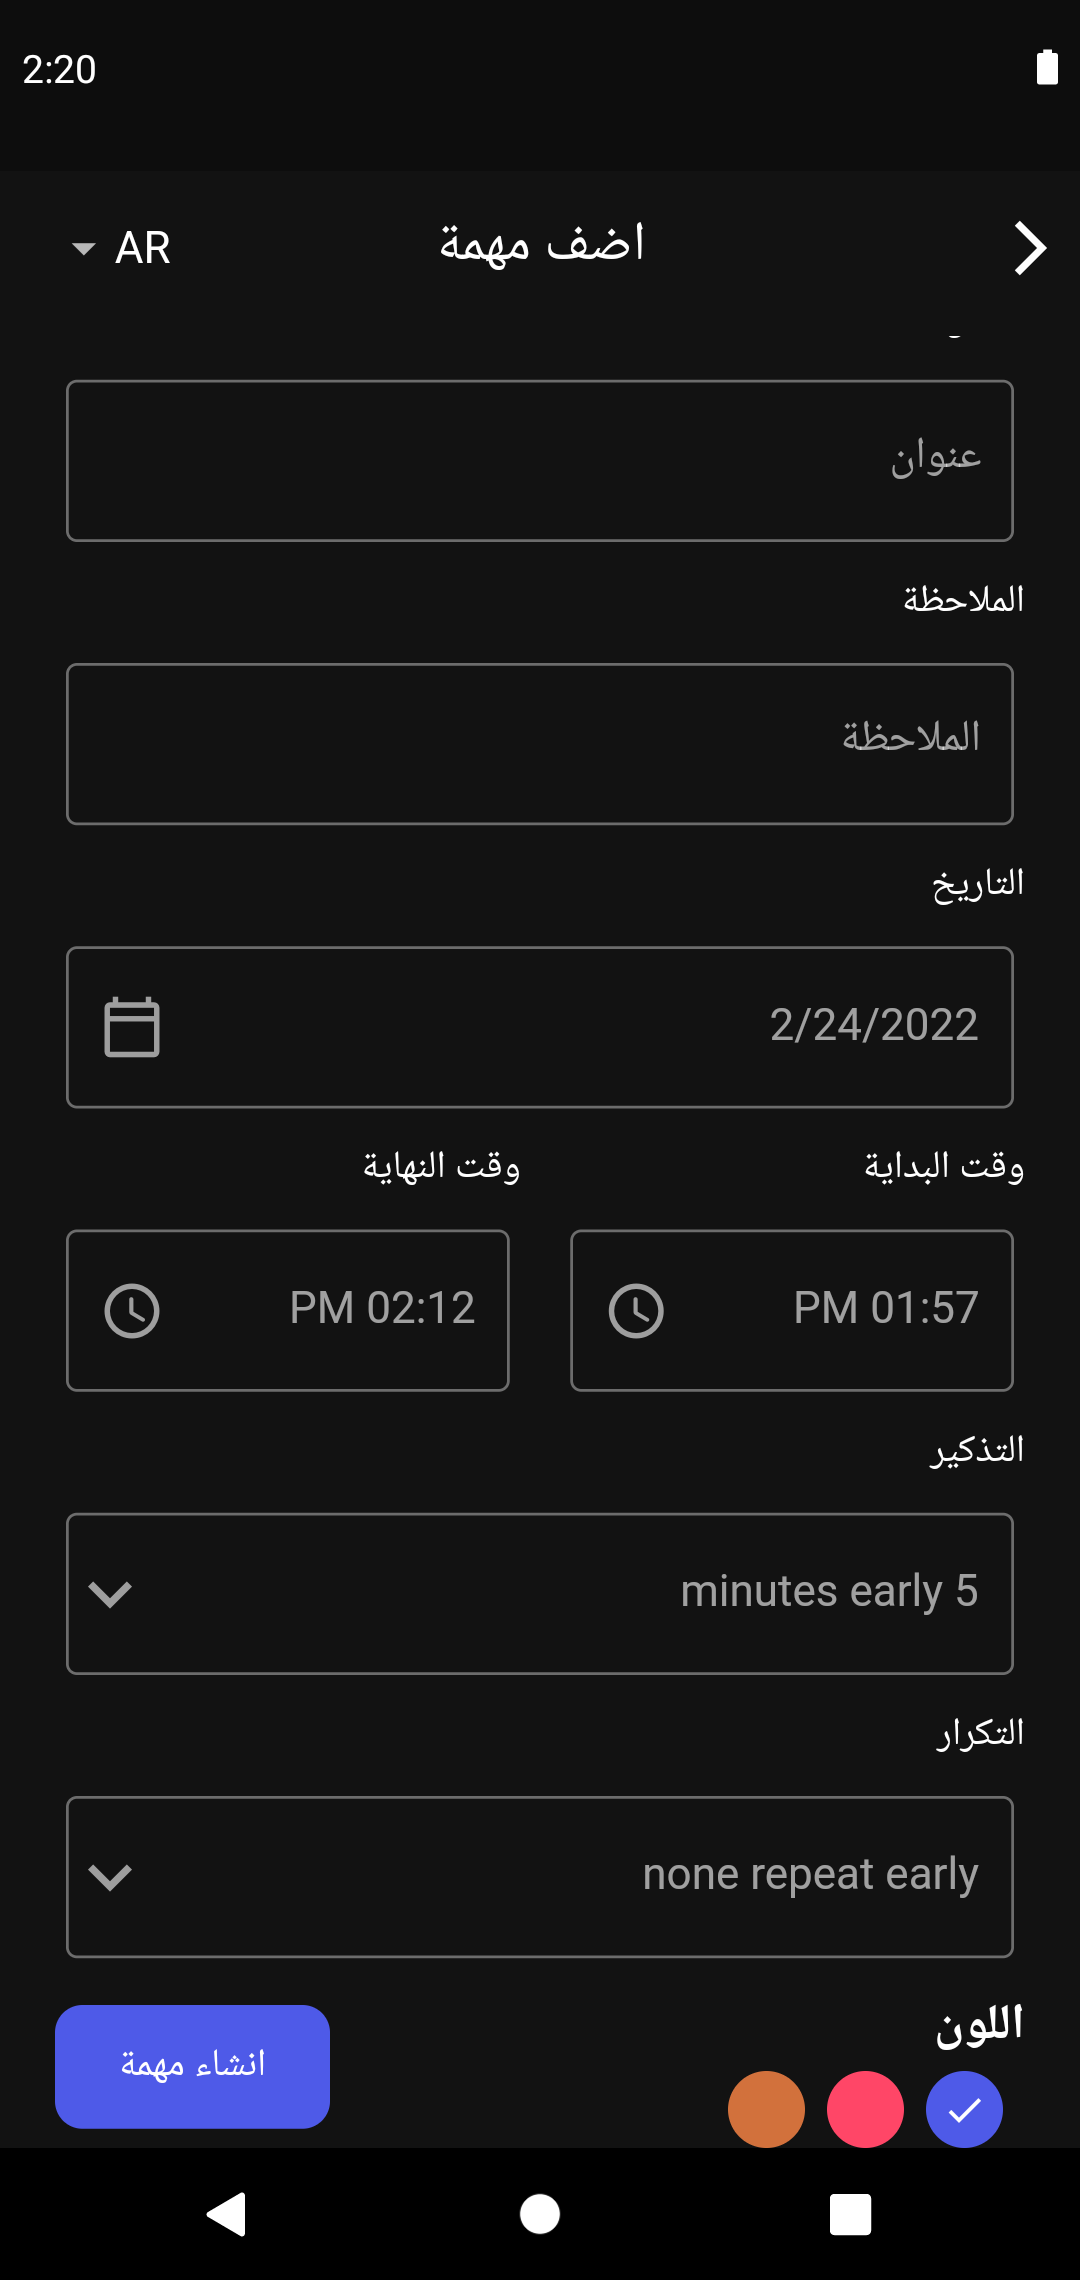 2:20
اضف مهمة
AR
عنوان
الملاحظة
الملاحظة
التاريخ
2/24/2022
وقت البداية
وقت النهاية
PM 01:57
PM 02:12
التذكير
minutes early 5
التكرار
none repeat early
اللون
انشاء مهمة